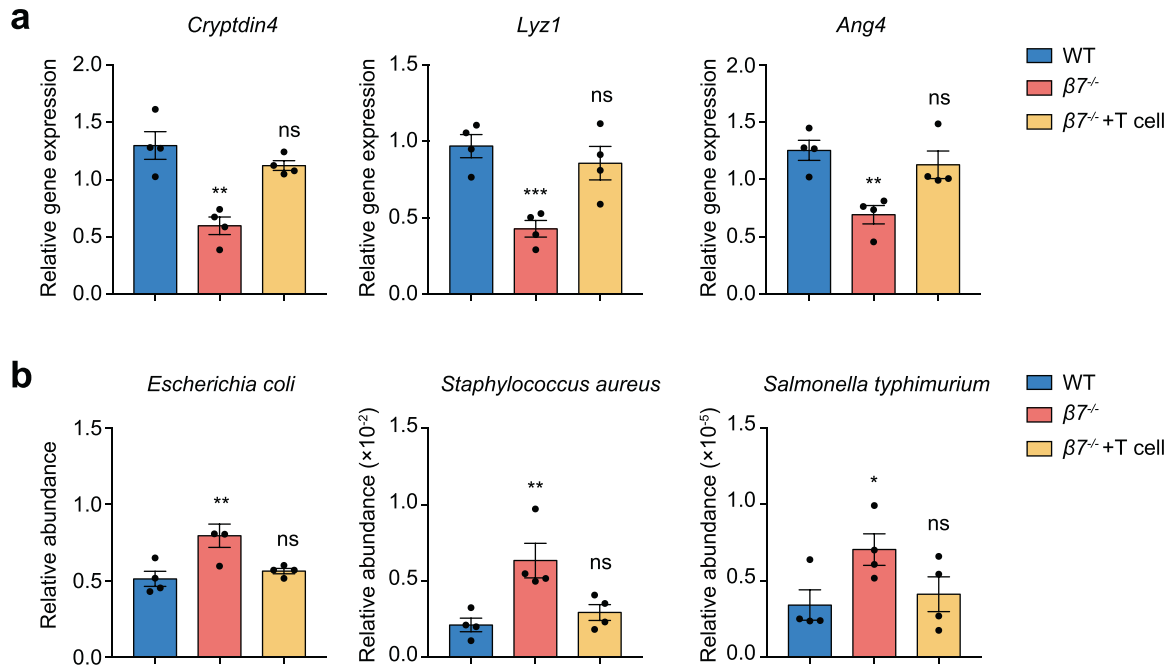 a
Cryptdin4
Relative gene expression
2.0
1.5
1.0
0.5
0.0
**
ns
Lyz1
Relative gene expression
1.5
1.0
0.5
0.0
***
ns
Ang4
Relative gene expression
2.0
1.5
1.0
0.5
0.0
**
ns
WT
β7⁻/⁻
β7⁻/⁻ +T cell
b
Escherichia coli
Relative abundance
1.5
1.0
0.5
0.0
**
ns
Staphylococcus aureus
Relative abundance (×10⁻²)
1.5
1.0
0.5
0.0
**
ns
Salmonella typhimurium
Relative abundance (×10⁻⁵)
1.5
1.0
0.5
0.0
*
ns
WT
β7⁻/⁻
β7⁻/⁻ +T cell